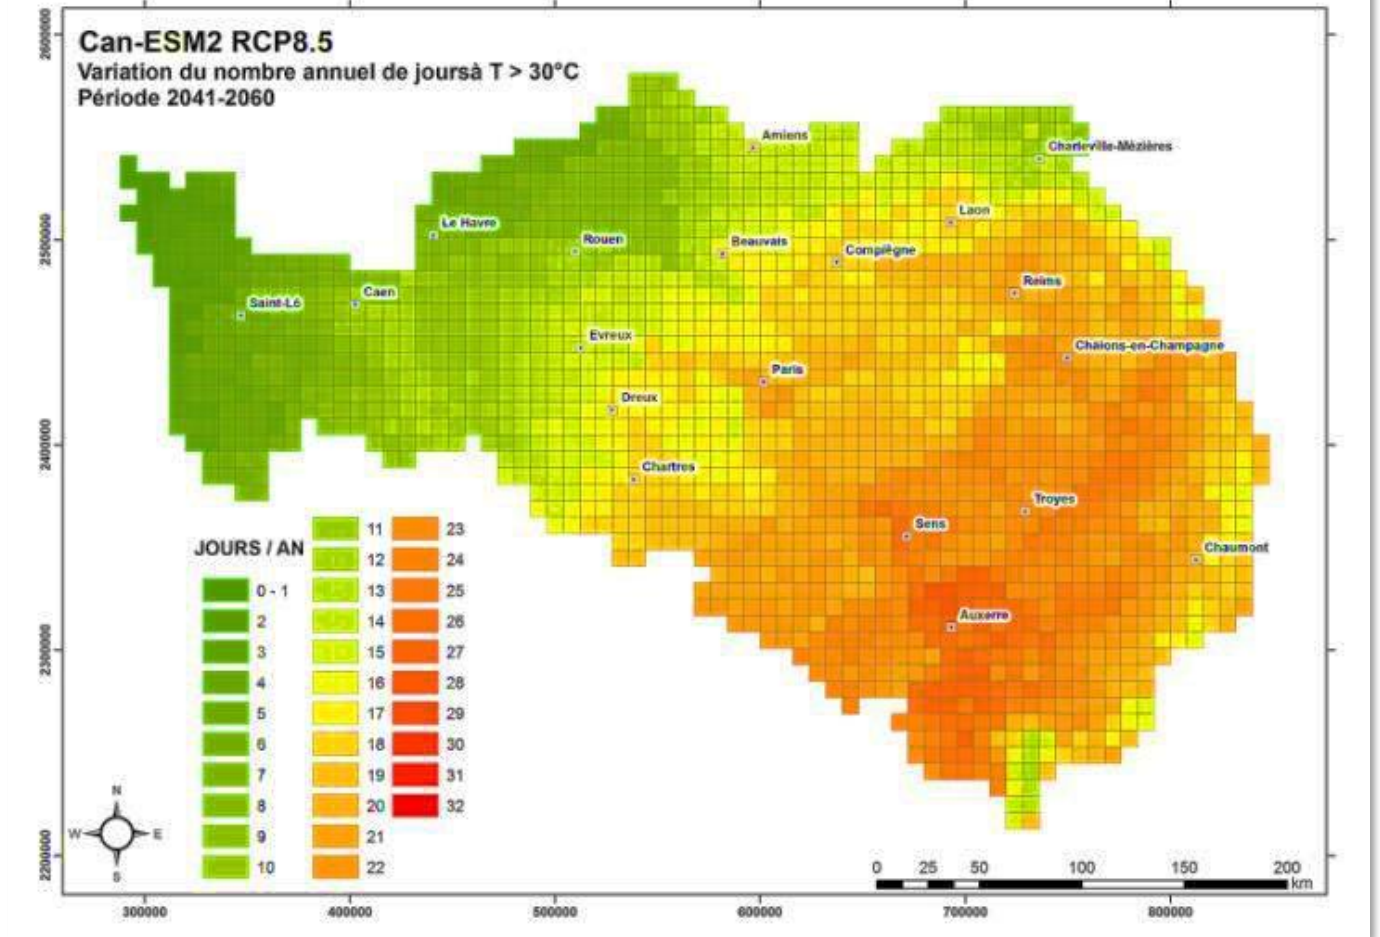 Can-ESM2 RCP8.5
Variation du nombre annuel de joursà T > 30°C
Période 2041-2060
Amiens
Charleville-Mézières
Laon
Le Havre
Rouen
Beauvais
Compiègne
Reims
Saint-Lô
Caen
Evreux
Châlons-en-Champagne
Paris
Dreux
Chartres
Troyes
Sens
Chaumont
Auxerre
JOURS / AN
0 - 1
2
3
4
5
6
7
8
9
10
11
12
13
14
15
16
17
18
19
20
21
22
23
24
25
26
27
28
29
30
31
32
N
W E
S
0 25 50 100 150 200
km
2600000
2500000
2400000
2300000
2200000
300000 400000 500000 600000 700000 800000